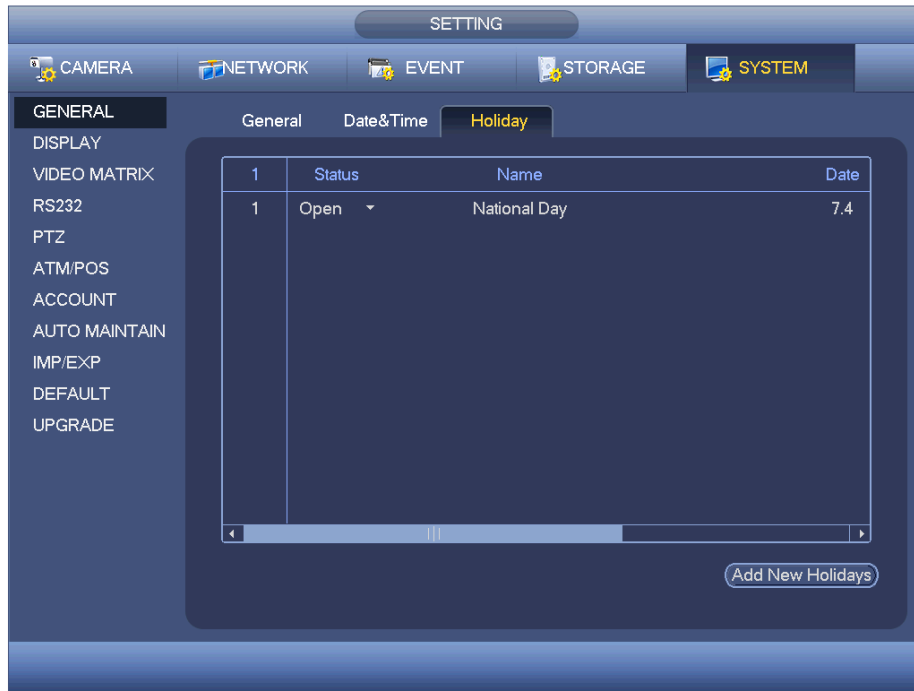 SETTING
CAMERA NETWORK EVENT STORAGE SYSTEM
GENERAL
DISPLAY
VIDEO MATRIX
RS232
PTZ
ATM/POS
ACCOUNT
AUTO MAINTAIN
IMP/EXP
DEFAULT
UPGRADE
General Date&Time Holiday
1 Status Name Date
1 Open National Day 7.4
Add New Holidays